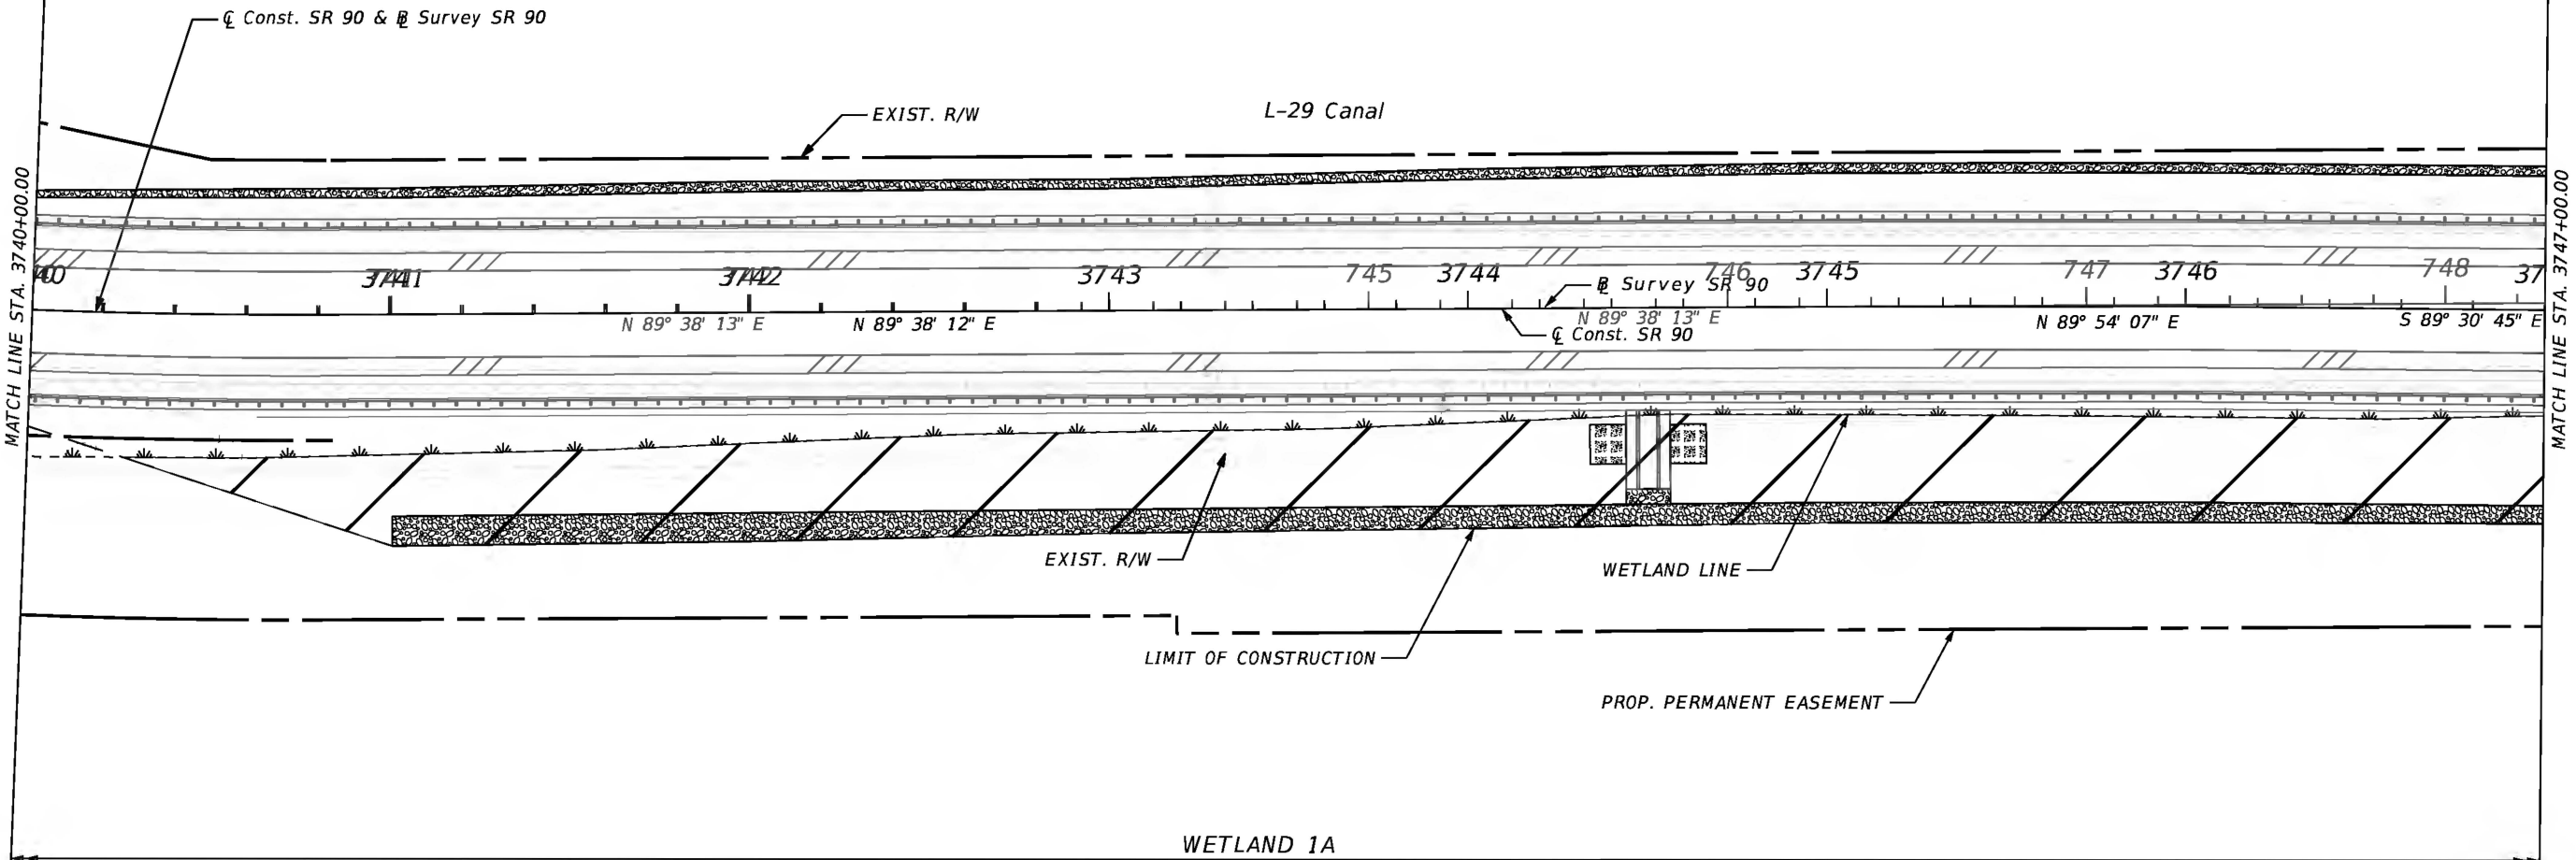 ℄ Const. SR 90 & ⅊ Survey SR 90
EXIST. R/W
L-29 Canal
MATCH LINE STA. 3740+00.00
MATCH LINE STA. 3747+00.00
3741
3742
3743
745
3744
746
3745
747
3746
748
37
Survey SR 90
N 89° 38' 13" E
N 89° 38' 12" E
N 89° 38' 13" E
℄ Const. SR 90
N 89° 54' 07" E
S 89° 30' 45" E
EXIST. R/W
WETLAND LINE
LIMIT OF CONSTRUCTION
PROP. PERMANENT EASEMENT
WETLAND 1A